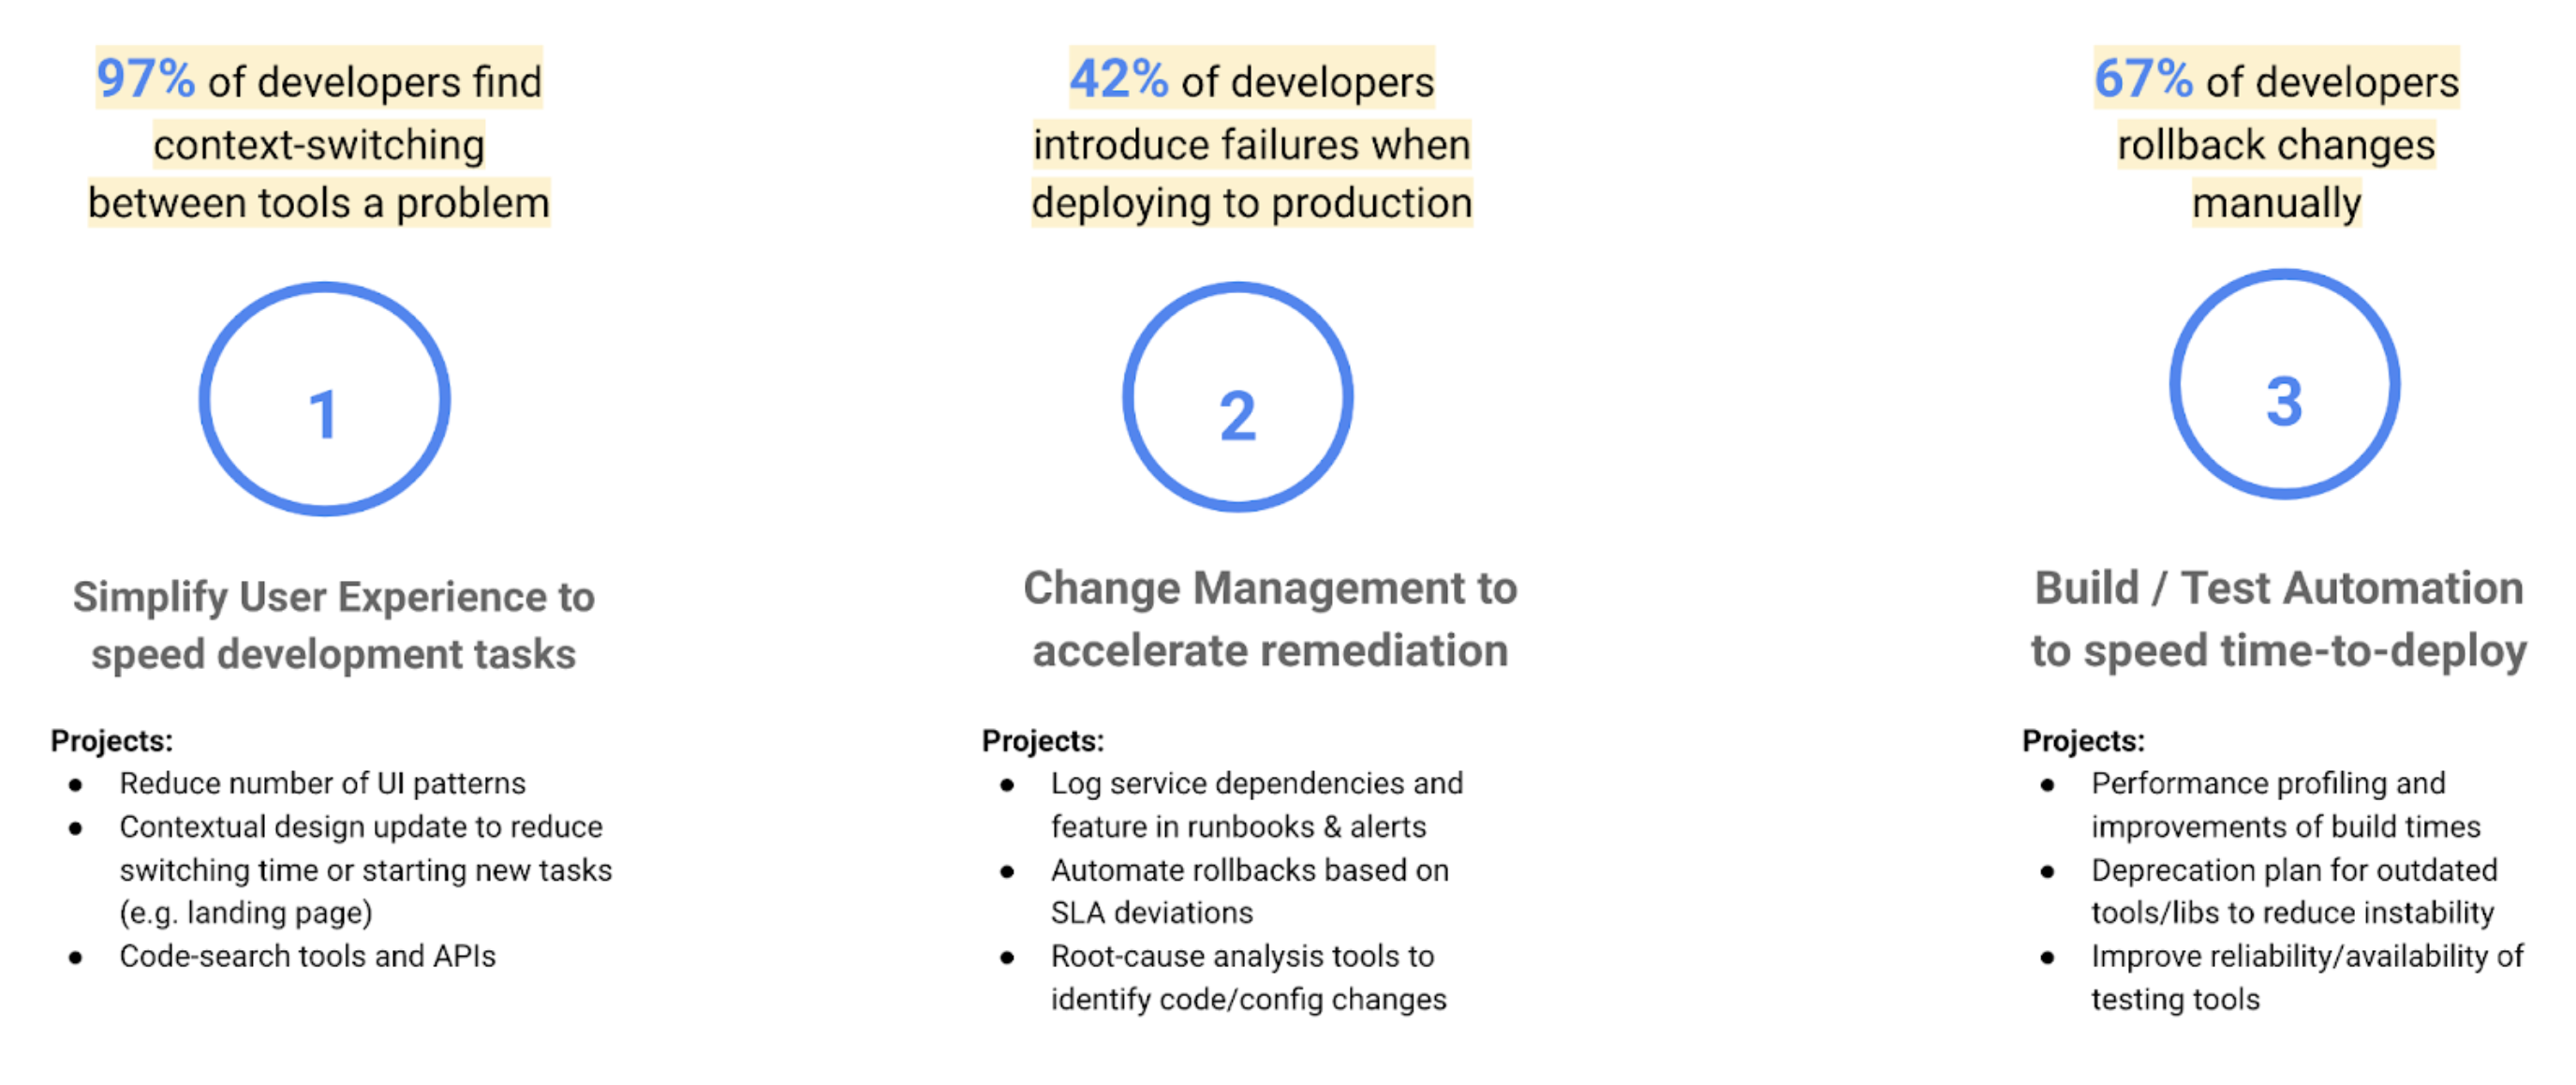 97% of developers find
context-switching
between tools a problem
1
Simplify User Experience to
speed development tasks
Projects:
● Reduce number of UI patterns
● Contextual design update to reduce
switching time or starting new tasks
(e.g. landing page)
● Code-search tools and APIs
42% of developers
introduce failures when
deploying to production
2
Change Management to
accelerate remediation
Projects:
● Log service dependencies and
feature in runbooks & alerts
● Automate rollbacks based on
SLA deviations
● Root-cause analysis tools to
identify code/config changes
67% of developers
rollback changes
manually
3
Build / Test Automation
to speed time-to-deploy
Projects:
● Performance profiling and
improvements of build times
● Deprecation plan for outdated
tools/libs to reduce instability
● Improve reliability/availability of
testing tools